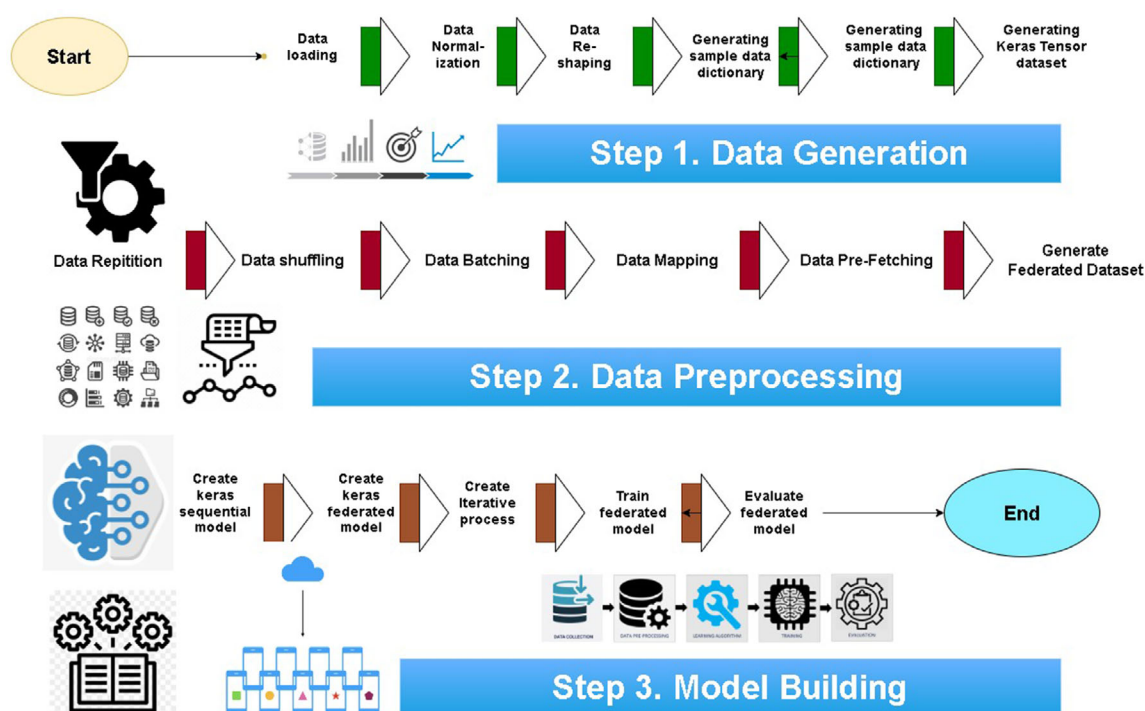 Start
Data
loading
Data
Normal-
ization
Data
Re-
shaping
Generating
sample data
dictionary
Generating
sample data
dictionary
Generating
Keras Tensor
dataset
Step 1. Data Generation
Data Repitition
Data shuffling
Data Batching
Data Mapping
Data Pre-Fetching
Generate
Federated Dataset
Step 2. Data Preprocessing
Create
keras
sequential
model
Create
keras
federated
model
Create
Iterative
process
Train
federated
model
Evaluate
federated
model
End
DATA COLLECTION
DATA PRE PROCESSING
LEARNING ALGORITHM
TRAINING
EVALUATION
Step 3. Model Building